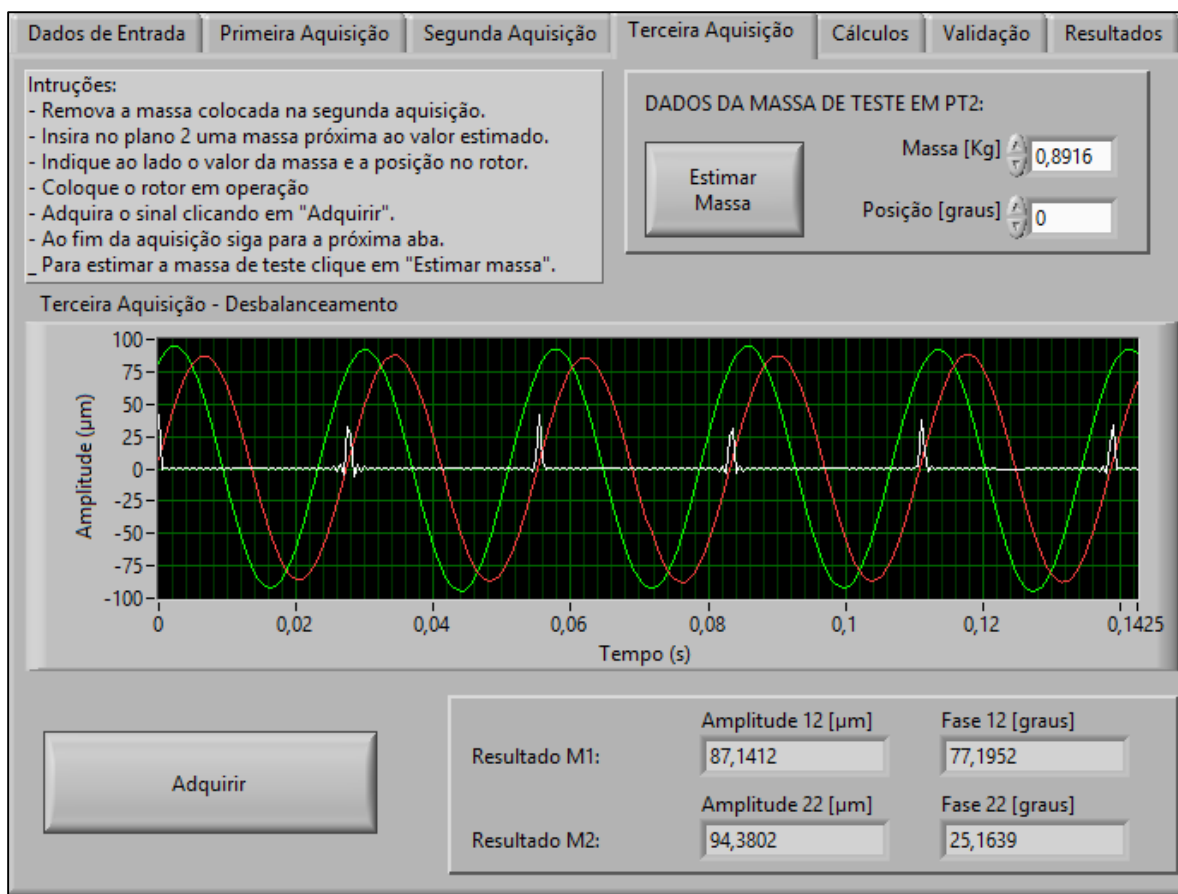 Dados de Entrada
Primeira Aquisição
Segunda Aquisição
Terceira Aquisição
Cálculos
Validação
Resultados
Intruções:
- Remova a massa colocada na segunda aquisição.
- Insira no plano 2 uma massa próxima ao valor estimado.
- Indique ao lado o valor da massa e a posição no rotor.
- Coloque o rotor em operação
- Adquira o sinal clicando em "Adquirir".
- Ao fim da aquisição siga para a próxima aba.
_ Para estimar a massa de teste clique em "Estimar massa".
DADOS DA MASSA DE TESTE EM PT2:
Estimar
Massa
Massa [Kg] 0,8916
Posição [graus] 0
Terceira Aquisição - Desbalanceamento
Amplitude (µm)
100
75
50
25
0
-25
-50
-75
-100
0 0,02 0,04 0,06 0,08 0,1 0,12 0,1425
Tempo (s)
Adquirir
Amplitude 12 [µm] Fase 12 [graus]
Resultado M1: 87,1412 77,1952
Amplitude 22 [µm] Fase 22 [graus]
Resultado M2: 94,3802 25,1639